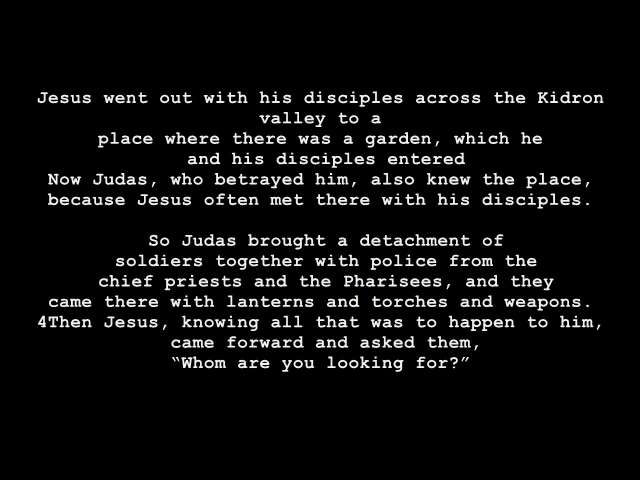 Jesus went out with his disciples across the Kidron
valley to a
place where there was a garden, which he
and his disciples entered
Now Judas, who betrayed him, also knew the place,
because Jesus often met there with his disciples.
So Judas brought a detachment of
soldiers together with police from the
chief priests and the Pharisees, and they
came there with lanterns and torches and weapons.
4Then Jesus, knowing all that was to happen to him,
came forward and asked them,
“Whom are you looking for?”